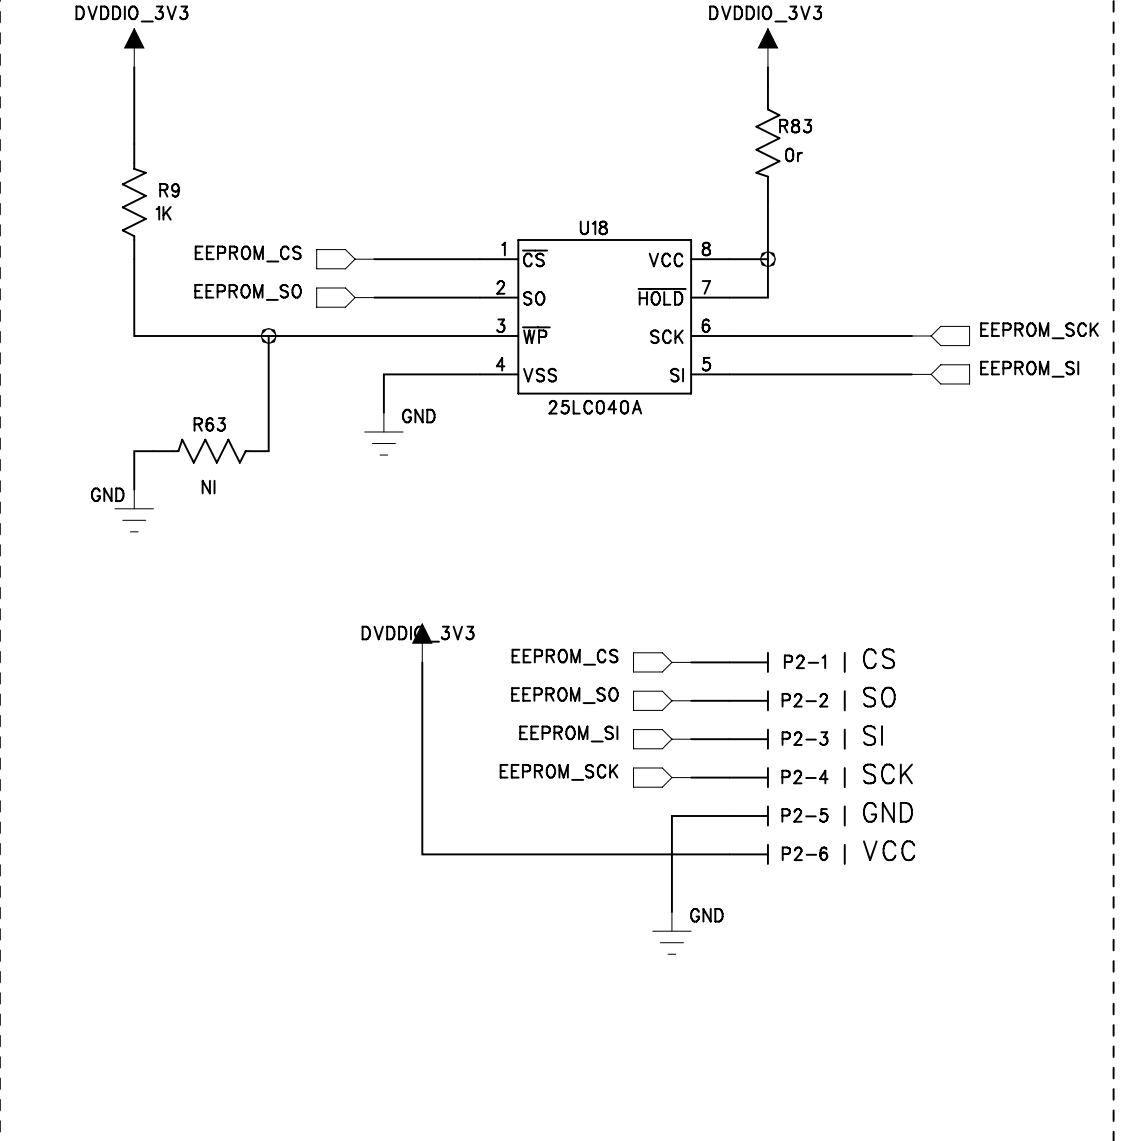 DVDDIO_3V3
DVDDIO_3V3
R83
0r
R9
1K
U18
EEPROM_CS
1
CS
VCC
8
EEPROM_SO
2
SO
HOLD
7
3
WP
SCK
6
EEPROM_SCK
4
VSS
SI
5
EEPROM_SI
25LC040A
GND
R63
NI
GND
DVDDIO_3V3
EEPROM_CS
P2-1 | CS
EEPROM_SO
P2-2 | SO
EEPROM_SI
P2-3 | SI
EEPROM_SCK
P2-4 | SCK
P2-5 | GND
P2-6 | VCC
GND